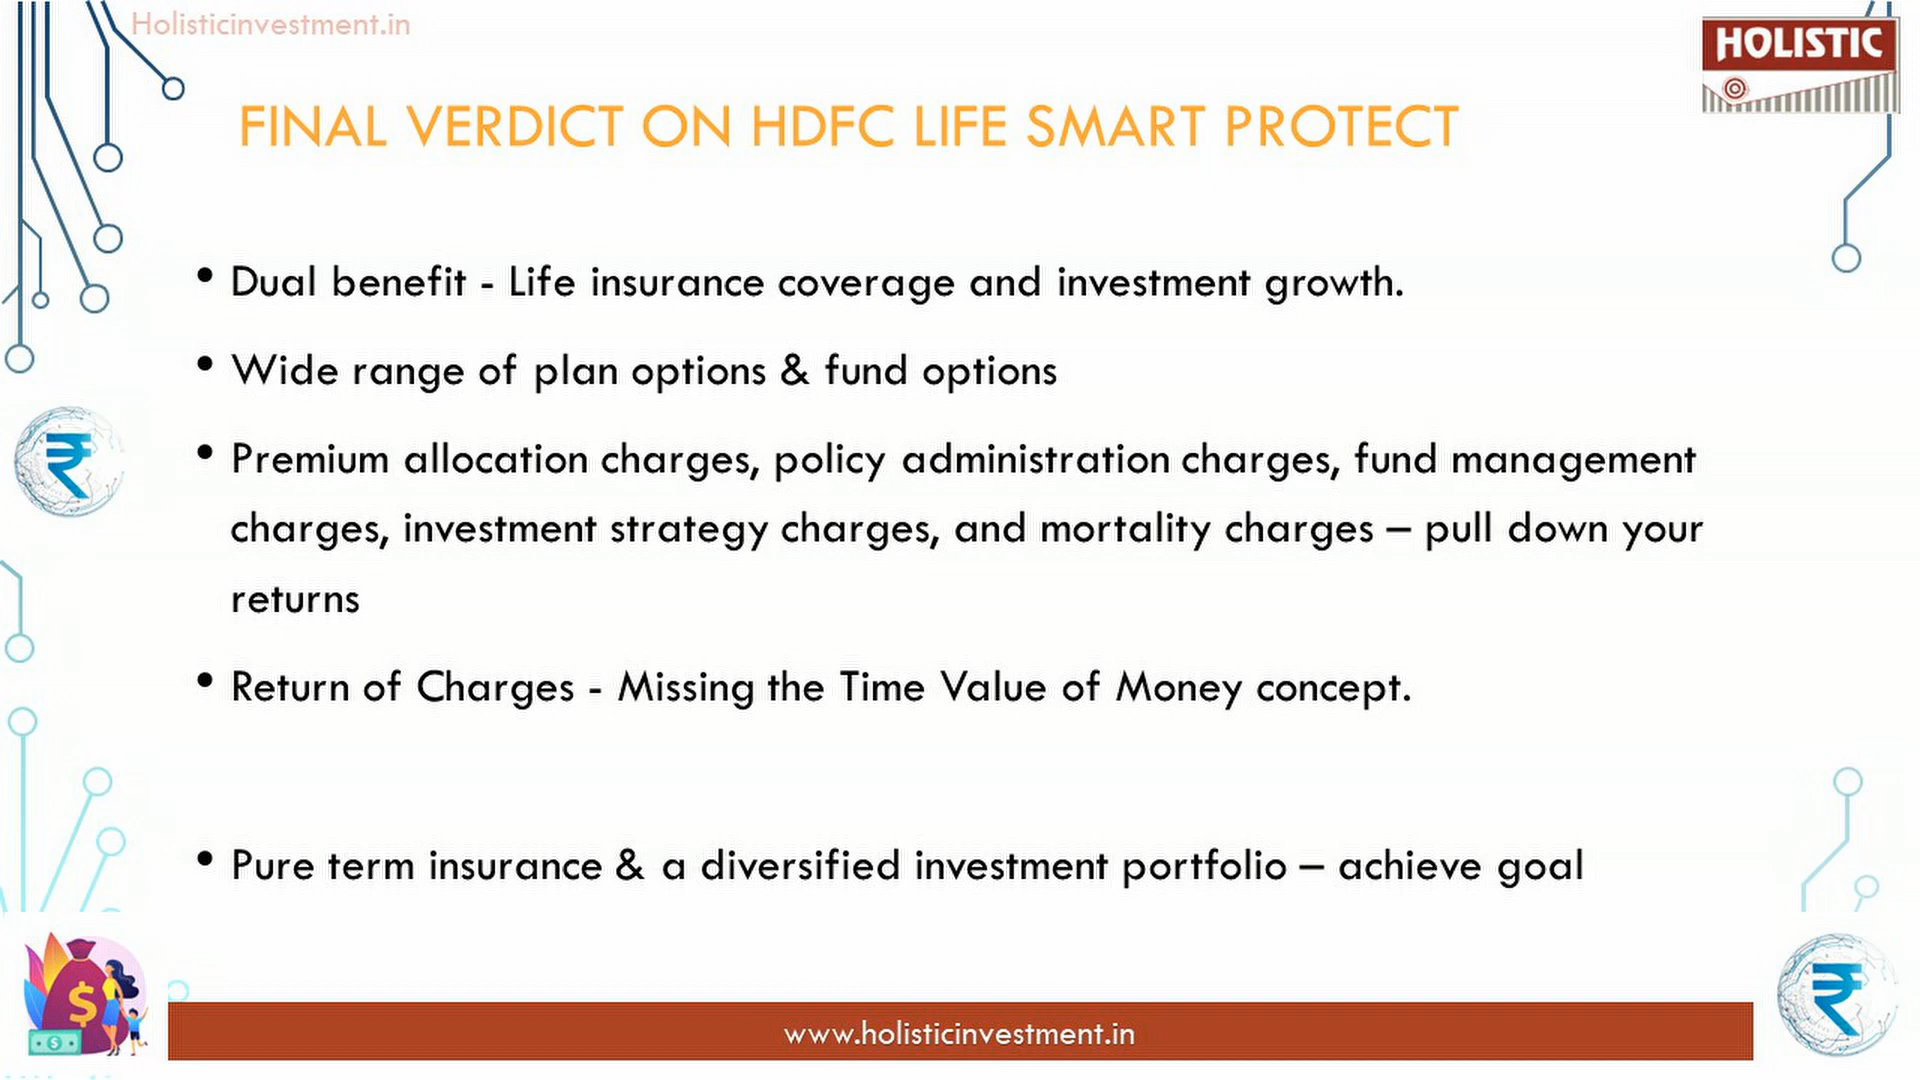 Holisticinvestment.in
HOLISTIC
FINAL VERDICT ON HDFC LIFE SMART PROTECT
• Dual benefit - Life insurance coverage and investment growth.
• Wide range of plan options & fund options
• Premium allocation charges, policy administration charges, fund management
charges, investment strategy charges, and mortality charges – pull down your
returns
• Return of Charges - Missing the Time Value of Money concept.
• Pure term insurance & a diversified investment portfolio – achieve goal
www.holisticinvestment.in